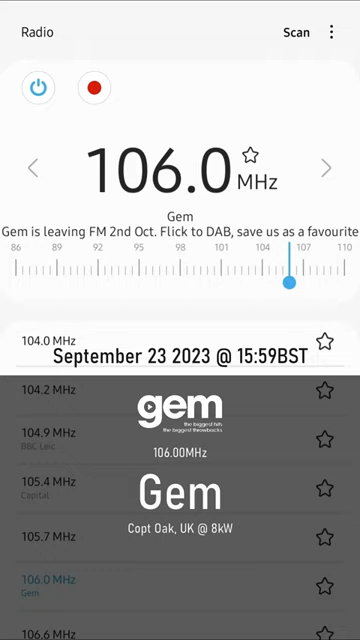 Radio
Scan
106.0 MHz
Gem
Gem is leaving FM 2nd Oct. Flick to DAB, save us as a favourite
86 89 92 95 98 101 104 107 110
104.0 MHz
September 23 2023 @ 15:59BST
104.2 MHz
gem
the biggest hits
the biggest throwbacks
104.9 MHz
BBC Leic
106.00MHz
105.4 MHz
Capital
Gem
Copt Oak, UK @ 8kW
105.7 MHz
106.0 MHz
Gem
106.6 MHz